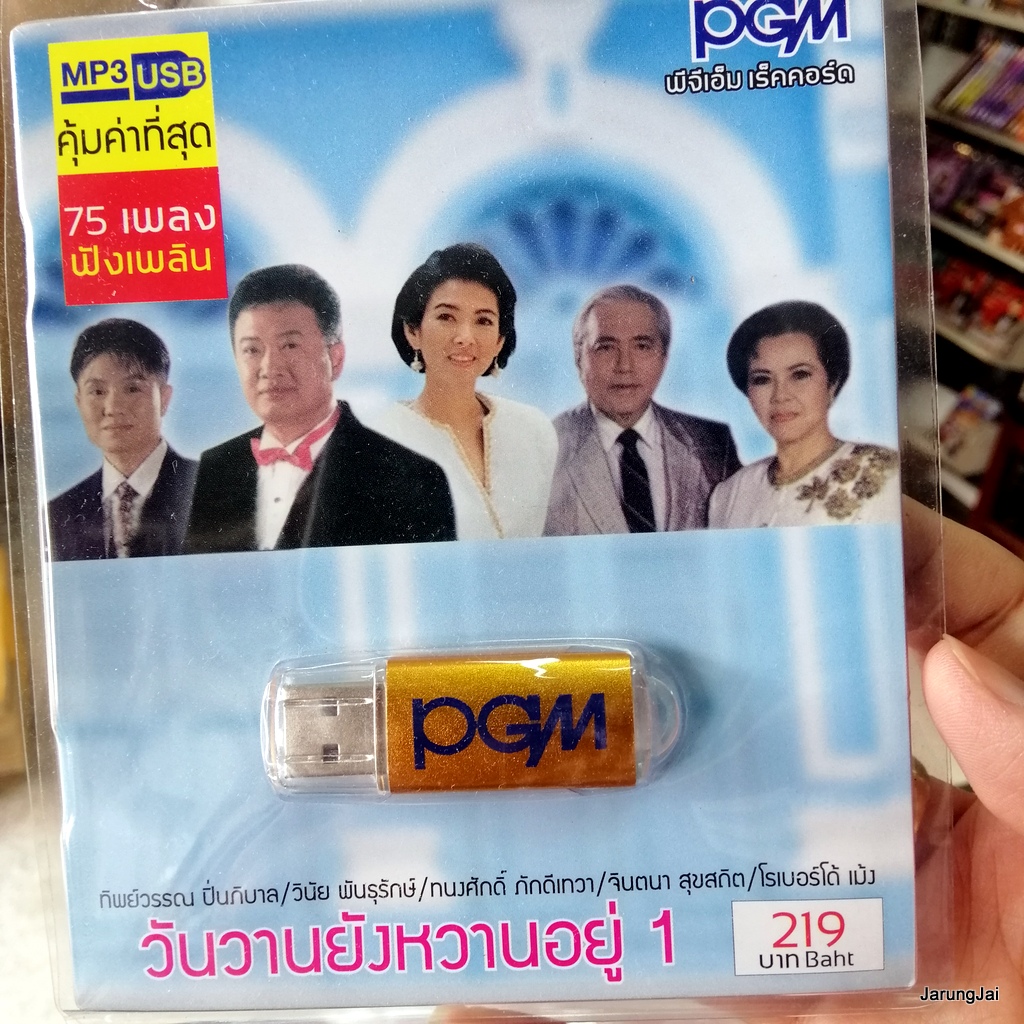 PGM
พีจีเอ็ม เร็คคอร์ด
MP3 USB
คุ้มค่าที่สุด
75 เพลง
ฟังเพลิน
PGM
ทิพย์วรรณ ปิ่นภิบาล/วินัย พันธุรักษ์/ทนงศักดิ์ ภักดีเทวา/จินตนา สุขสถิต/โรเบอร์โด้ เม้ง
วันวานยังหวานอยู่ 1
219
บาท Baht
JarungJai